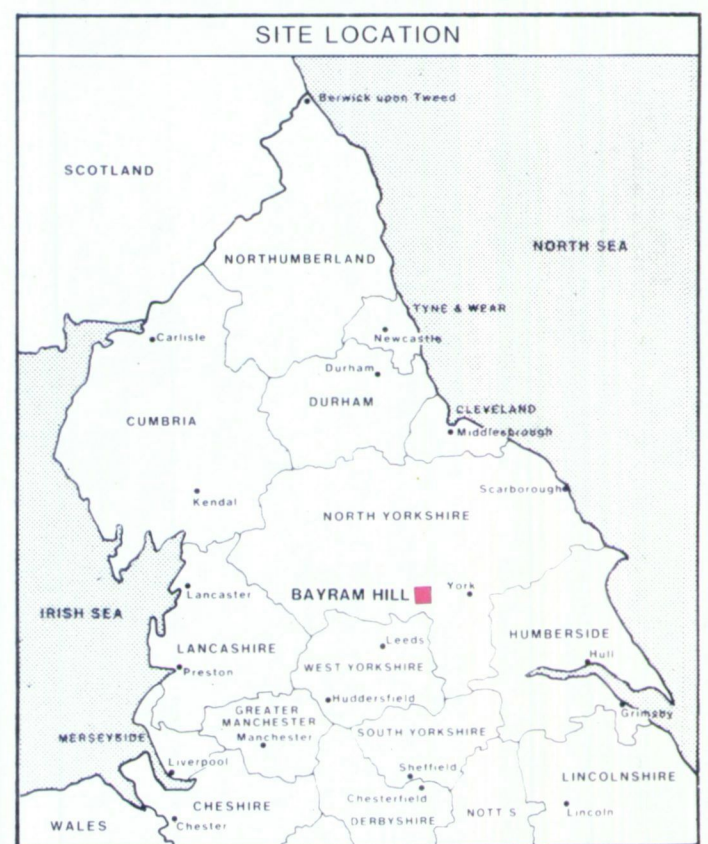 SITE LOCATION
Berwick upon Tweed
SCOTLAND
NORTH SEA
NORTHUMBERLAND
TYNE & WEAR
Carlisle
Newcastle
Durham
DURHAM
CLEVELAND
CUMBRIA
Middlesbrough
Kendal
Scarborough
NORTH YORKSHIRE
York
Lancaster
BAYRAM HILL
IRISH SEA
HUMBERSIDE
Leeds
LANCASHIRE
Hull
WEST YORKSHIRE
Preston
Huddersfield
GREATER
MANCHESTER
Grimsby
SOUTH YORKSHIRE
MERSEYSIDE
Manchester
Liverpool
Sheffield
LINCOLNSHIRE
Chesterfield
CHESHIRE
NOTTS
Lincoln
DERBYSHIRE
WALES
Chester